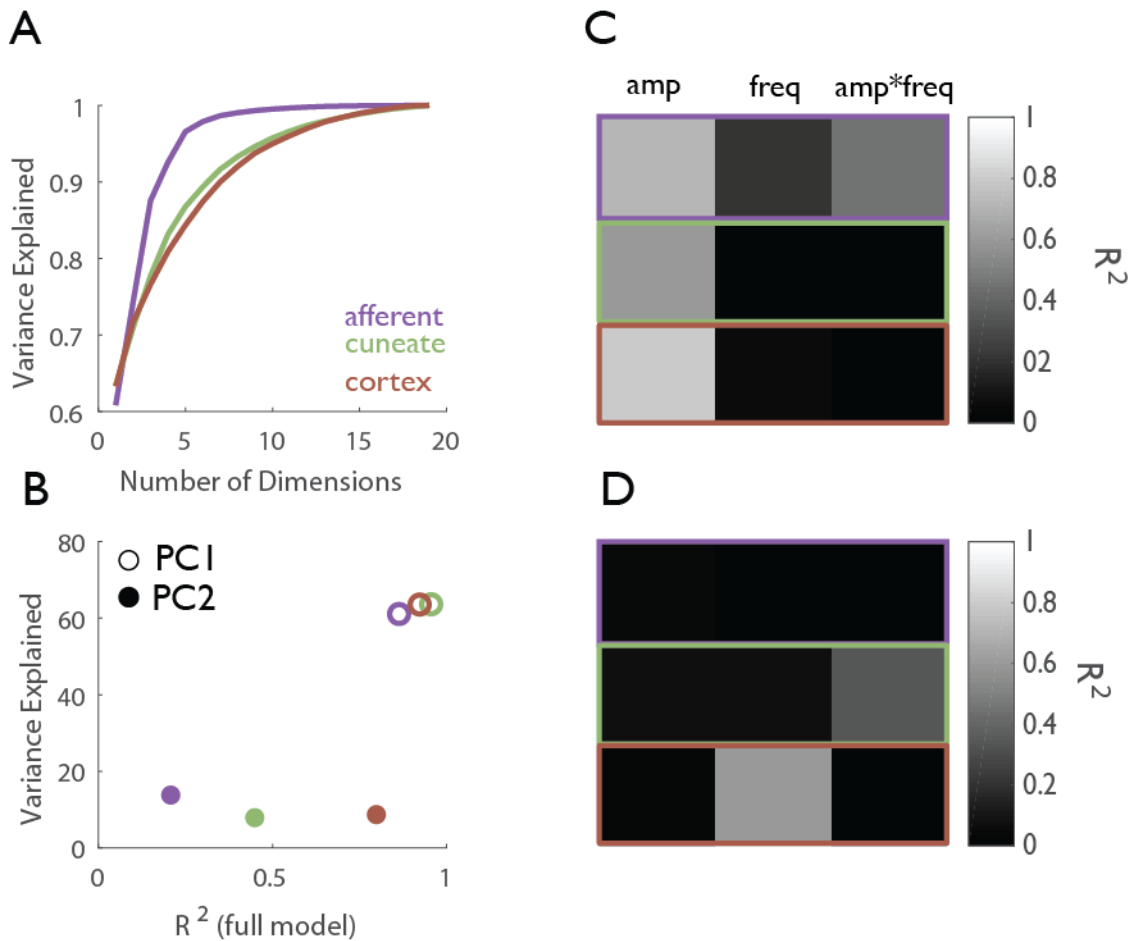 A
Variance Explained
1
0.9
0.8
0.7
0.6
0
5
10
15
20
Number of Dimensions
afferent
cuneate
cortex
B
Variance Explained
80
60
40
20
0
PC1
PC2
0
0.5
1
R 2 (full model)
C
amp freq amp*freq
1
0.8
0.6
0.4
02
0
R 2
D
1
0.8
0.6
0.4
0.2
0
R 2